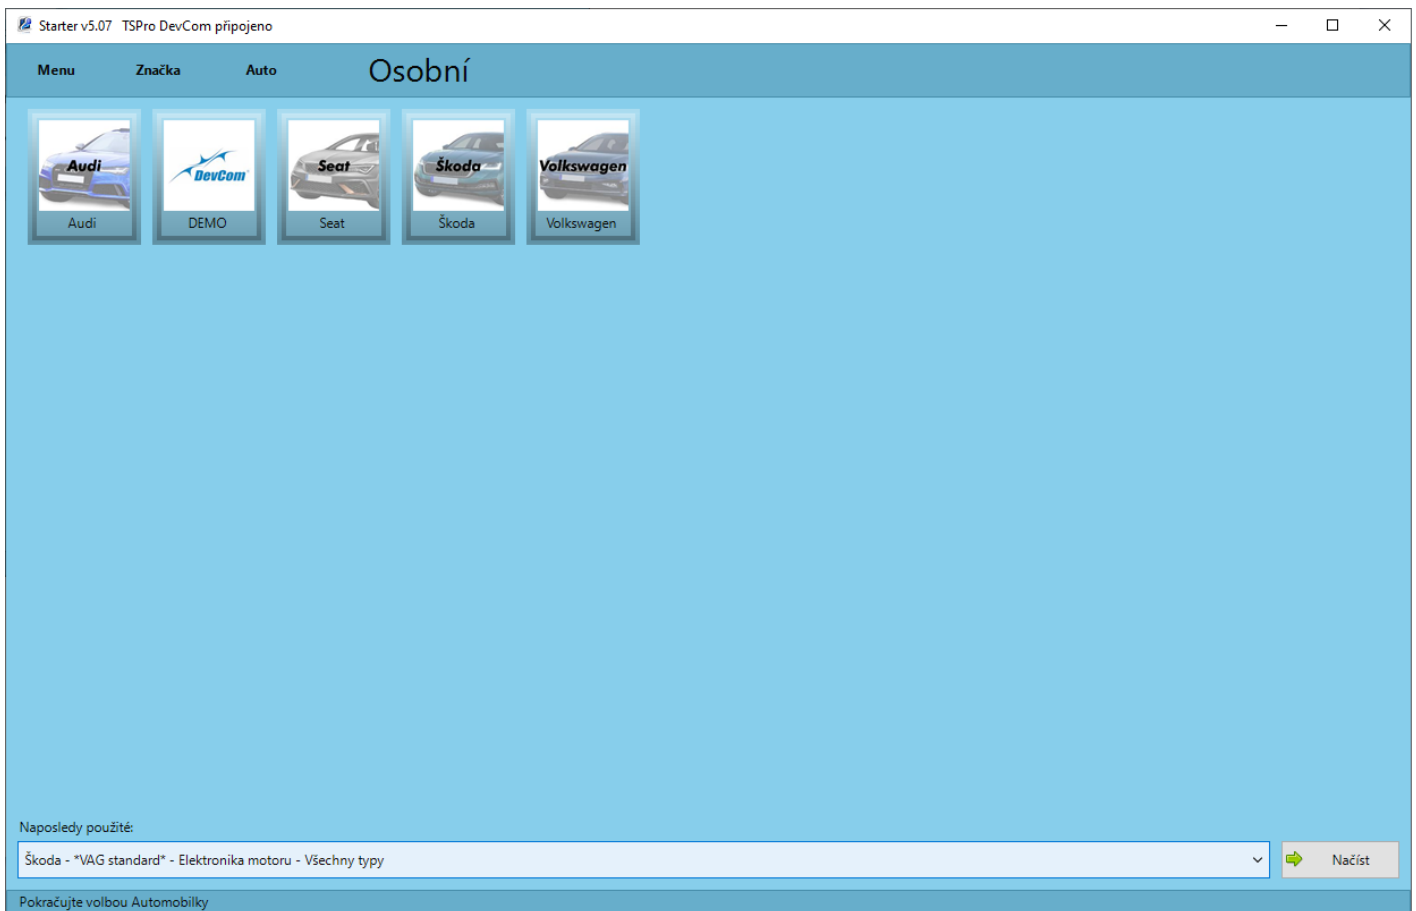 Starter v5.07 TSPro DevCom připojeno
Menu Značka Auto Osobní
Audi DevCom Seat Škoda Volkswagen
Audi DEMO Seat Škoda Volkswagen
Naposledy použité:
Škoda - *VAG standard* - Elektronika motoru - Všechny typy Načíst
Pokračujte volbou Automobilky